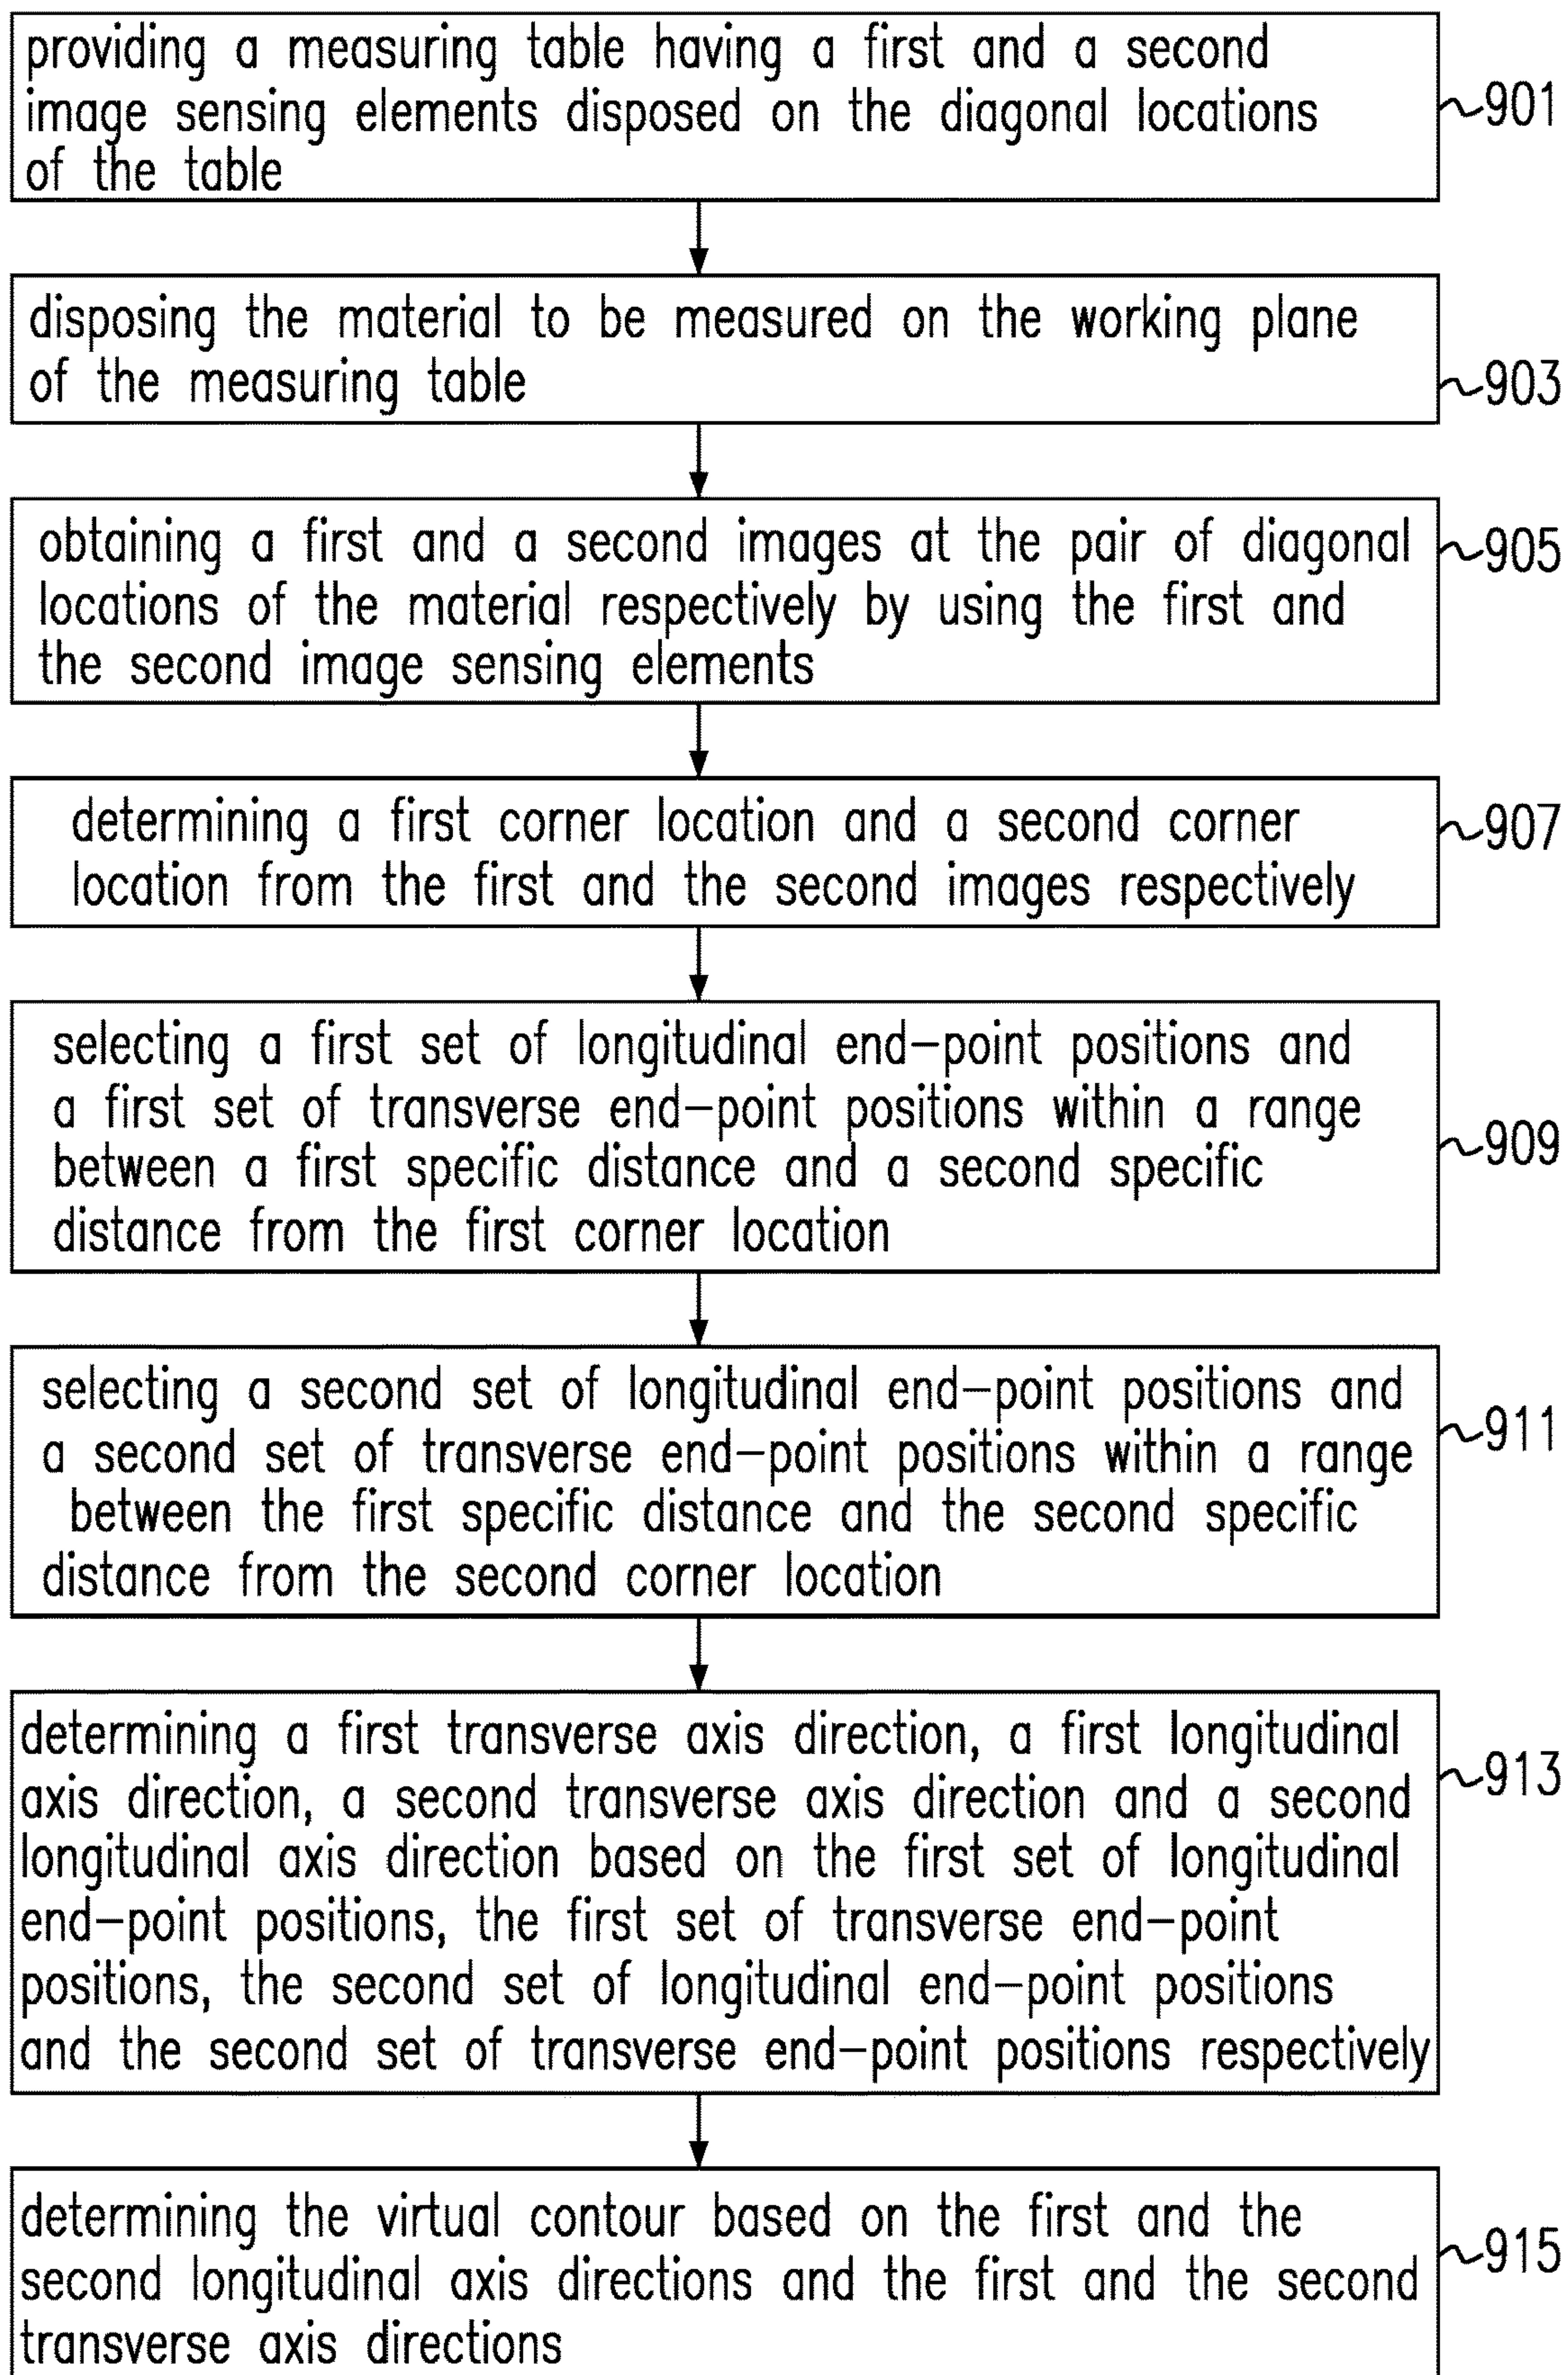 providing a measuring table having a first and a second
image sensing elements disposed on the diagonal locations
of the table
901
disposing the material to be measured on the working plane
of the measuring table
903
obtaining a first and a second images at the pair of diagonal
locations of the material respectively by using the first and
the second image sensing elements
905
determining a first corner location and a second corner
location from the first and the second images respectively
907
selecting a first set of longitudinal end-point positions and
a first set of transverse end-point positions within a range
between a first specific distance and a second specific
distance from the first corner location
909
selecting a second set of longitudinal end-point positions and
a second set of transverse end-point positions within a range
between the first specific distance and the second specific
distance from the second corner location
911
determining a first transverse axis direction, a first longitudinal
axis direction, a second transverse axis direction and a second
longitudinal axis direction based on the first set of longitudinal
end-point positions, the first set of transverse end-point
positions, the second set of longitudinal end-point positions
and the second set of transverse end-point positions respectively
913
determining the virtual contour based on the first and the
second longitudinal axis directions and the first and the second
transverse axis directions
915